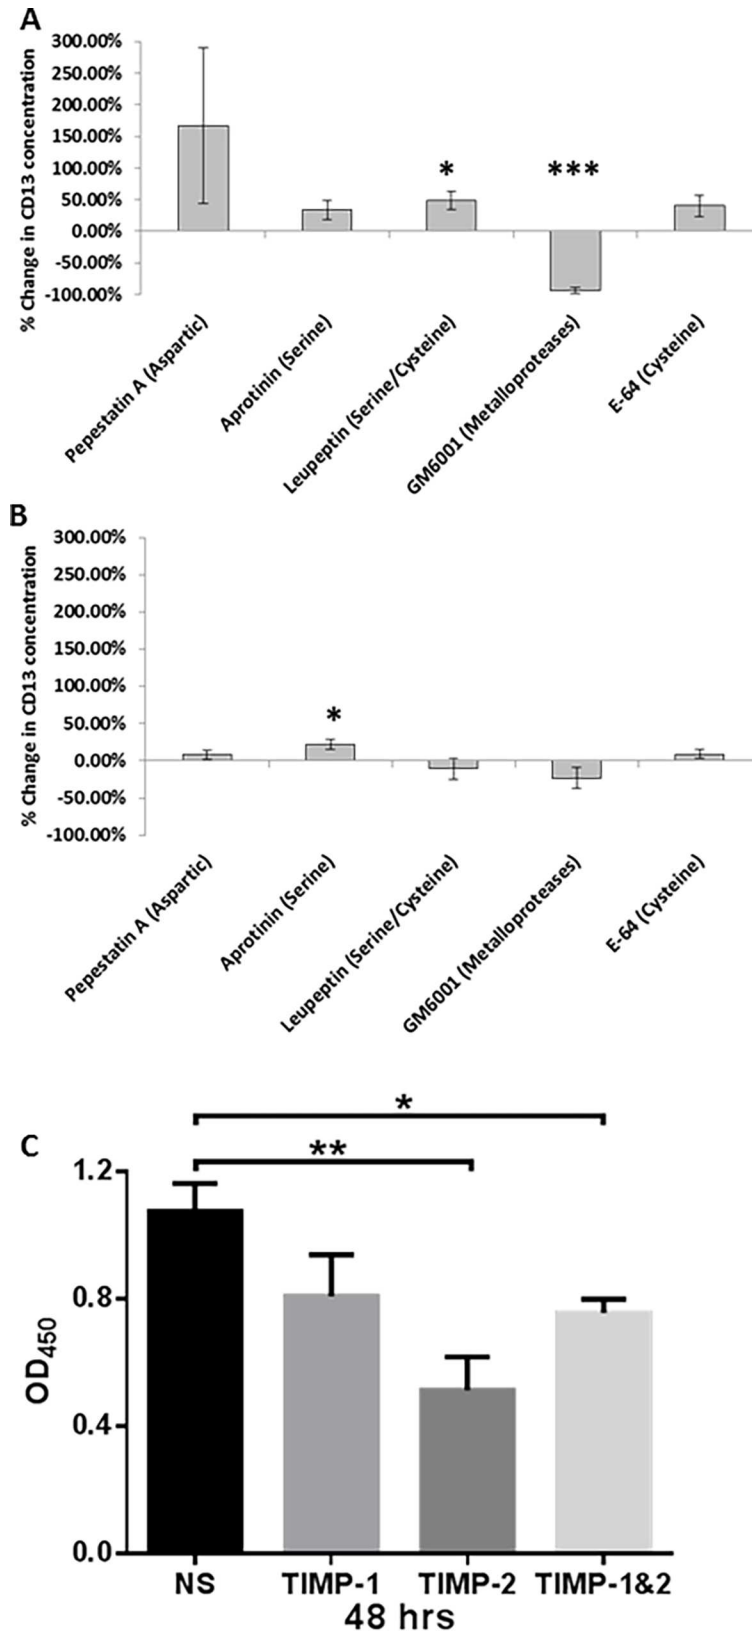 A
% Change in CD13 concentration
300.00%
250.00%
200.00%
150.00%
100.00%
50.00%
0.00%
-50.00%
-100.00%
*
***
Pepestatin A (Aspartic)
Aprotinin (Serine)
Leupeptin (Serine/Cysteine)
GM6001 (Metalloproteases)
E-64 (Cysteine)
B
% Change in CD13 concentration
300.00%
250.00%
200.00%
150.00%
100.00%
50.00%
0.00%
-50.00%
-100.00%
*
Pepestatin A (Aspartic)
Aprotinin (Serine)
Leupeptin (Serine/Cysteine)
GM6001 (Metalloproteases)
E-64 (Cysteine)
C
*
**
OD450
1.2
0.8
0.4
0.0
NS TIMP-1 TIMP-2 TIMP-1&2
48 hrs